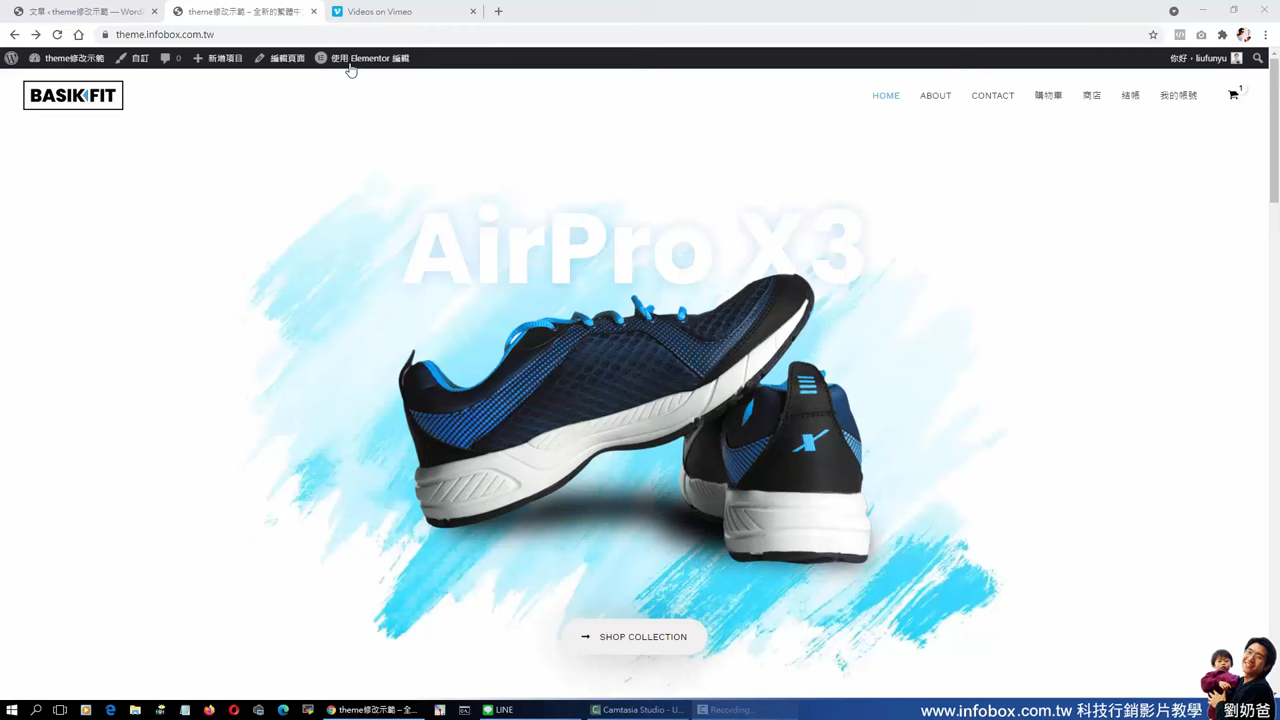 文章 ‹ theme修改示範 — WordP
theme修改示範 – 全新的繁體中
Videos on Vimeo
theme.infobox.com.tw
theme修改示範
自訂
0
新增項目
編輯頁面
使用 Elementor 編輯
你好，liufunyu
BASIK FIT
HOME
ABOUT
CONTACT
購物車
商店
結帳
我的帳號
1
AirPro X3
SHOP COLLECTION
theme修改示範 – 全...
LINE
Camtasia Studio - U...
Recording...
www.infobox.com.tw 科技行銷影片教學
劉奶爸